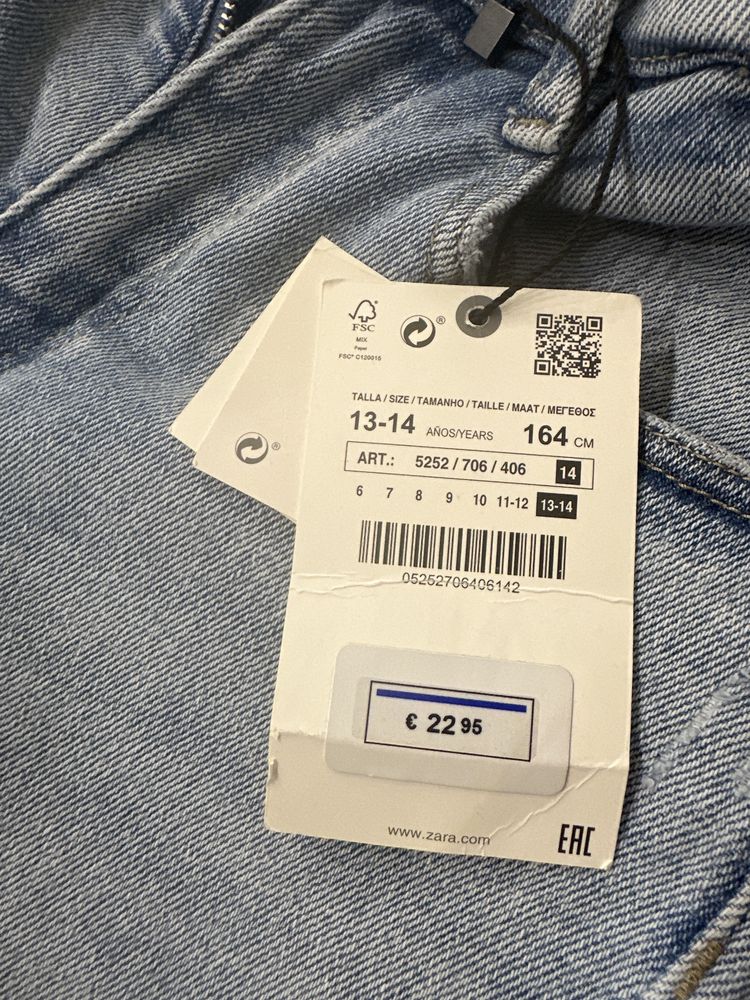 FSC
MIX
Paper
FSC® C120015
®
TALLA / SIZE / TAMANHO / TAILLE / MAAT / ΜΕΓΕΘΟΣ
13-14 AÑOS/YEARS 164 CM
ART.: 5252 / 706 / 406 14
6 7 8 9 10 11-12 13-14
05252706406142
€ 22 95
www.zara.com
EAC
®